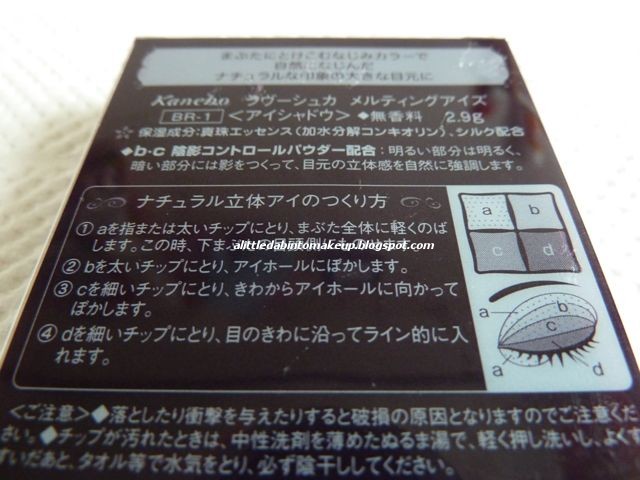 まぶたにとけこむなじみカラーで
自然になじんだ
ナチュラルな印象の大きな目元に
Kanebo ラヴーシュカ メルティングアイズ
BR-1 〈アイシャドウ〉◆無香料 2.9g
☆保湿成分:真珠エッセンス(加水分解コンキオリン)、シルク配合
◆b・c 陰影コントロールパウダー配合:明るい部分は明るく、
暗い部分には影をつくって、目元の立体感を自然に強調します。
ナチュラル立体アイのつくり方
① aを指または太いチップにとり、まぶた全体に軽くのば
します。この時、下ま
alittledabintomakeup.blogspot.com
② bを太いチップにとり、アイホールにぼかします。
③ cを細いチップにとり、きわからアイホールに向かって
ぼかします。
④ dを細いチップにとり、目のきわに沿ってライン的に入
れます。
a b
c d
a b
c
a d
〈ご注意〉◆落としたり衝撃を与えたりすると破損の原因となりますのでご注意くだ
さい。◆チップが汚れたときは、中性洗剤を薄めたぬるま湯で、軽く押し洗いし、よくす
すいだあと、タオル等で水気をとり、必ず陰干ししてください。